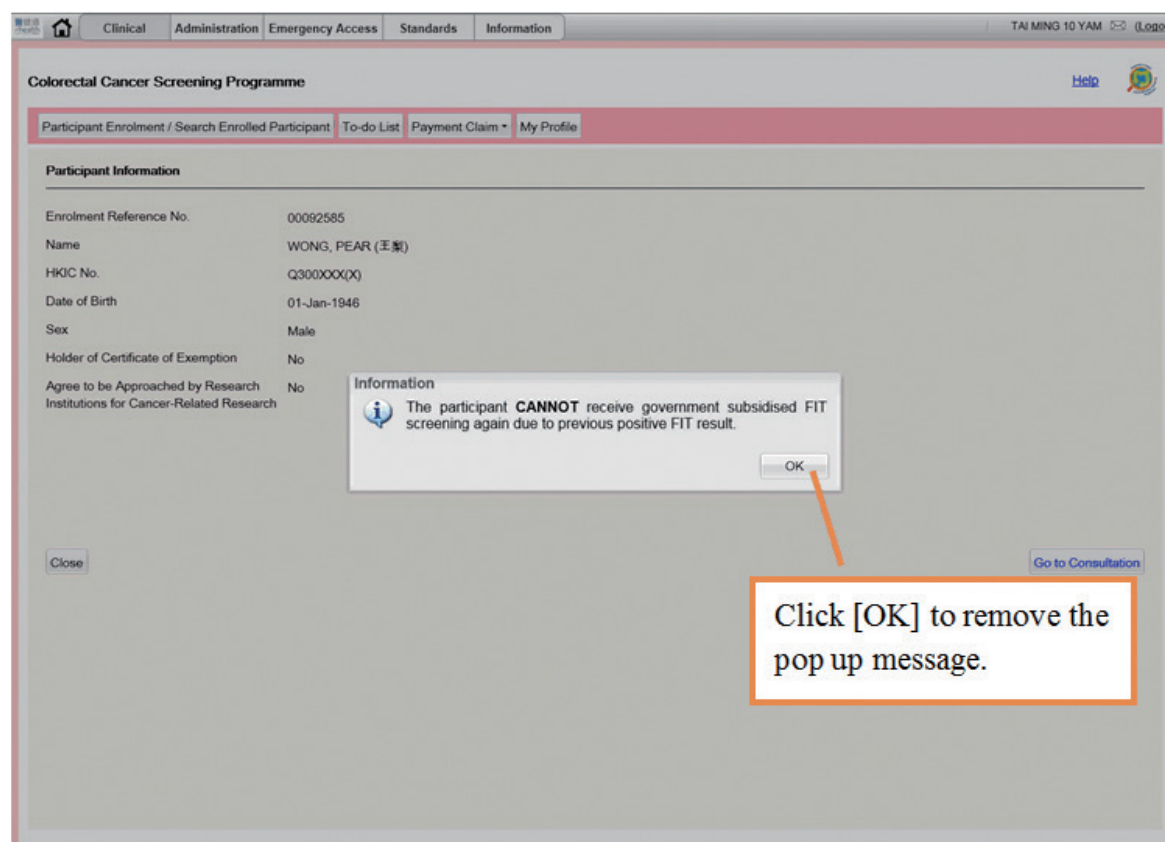 醫健通
eHealth
Clinical Administration Emergency Access Standards Information
TAI MING 10 YAM (Logo
Colorectal Cancer Screening Programme
Help
Participant Enrolment / Search Enrolled Participant To-do List Payment Claim My Profile
Participant Information
Enrolment Reference No. 00092585
Name WONG, PEAR (王梨)
HKIC No. Q300XXX(X)
Date of Birth 01-Jan-1946
Sex Male
Holder of Certificate of Exemption No
Agree to be Approached by Research No
Institutions for Cancer-Related Research
Information
The participant CANNOT receive government subsidised FIT
screening again due to previous positive FIT result.
OK
Close
Go to Consultation
Click [OK] to remove the
pop up message.